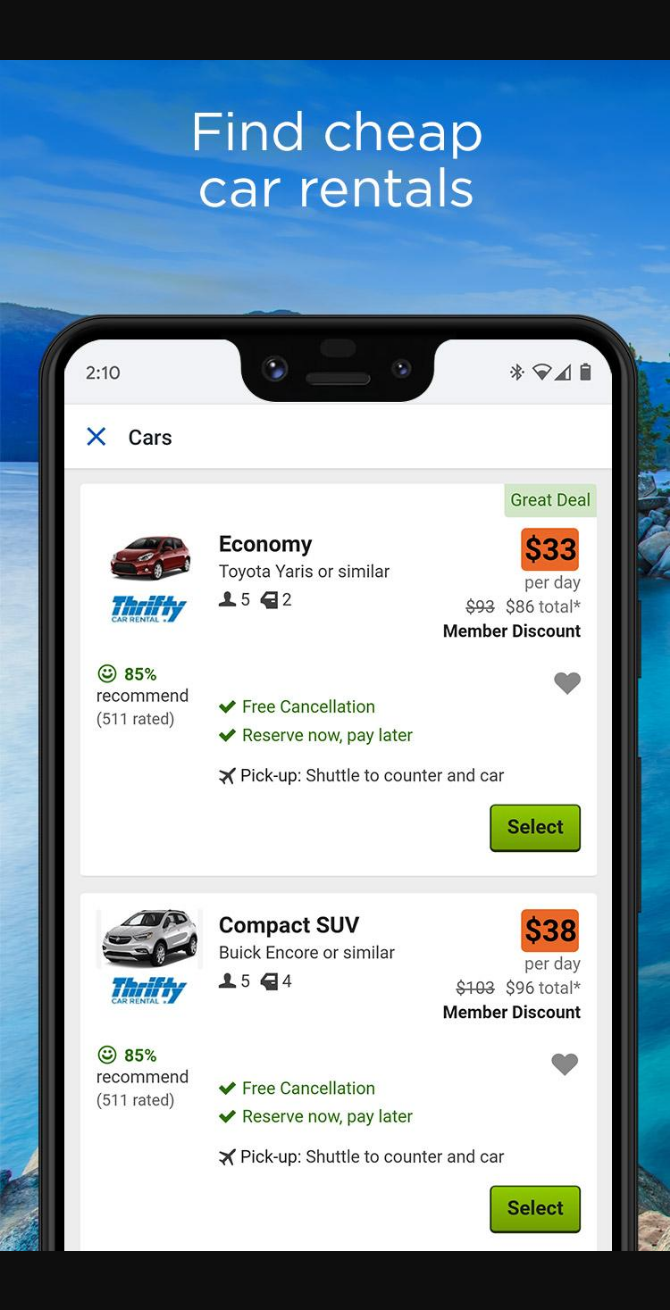 Find cheap
car rentals
2:10
Cars
Great Deal
Economy
$33
Toyota Yaris or similar
per day
5 2
$93 $86 total*
Member Discount
Thrifty
CAR RENTAL
85%
recommend
(511 rated)
Free Cancellation
Reserve now, pay later
Pick-up: Shuttle to counter and car
Select
Compact SUV
$38
Buick Encore or similar
per day
5 4
$103 $96 total*
Member Discount
Thrifty
CAR RENTAL
85%
recommend
(511 rated)
Free Cancellation
Reserve now, pay later
Pick-up: Shuttle to counter and car
Select